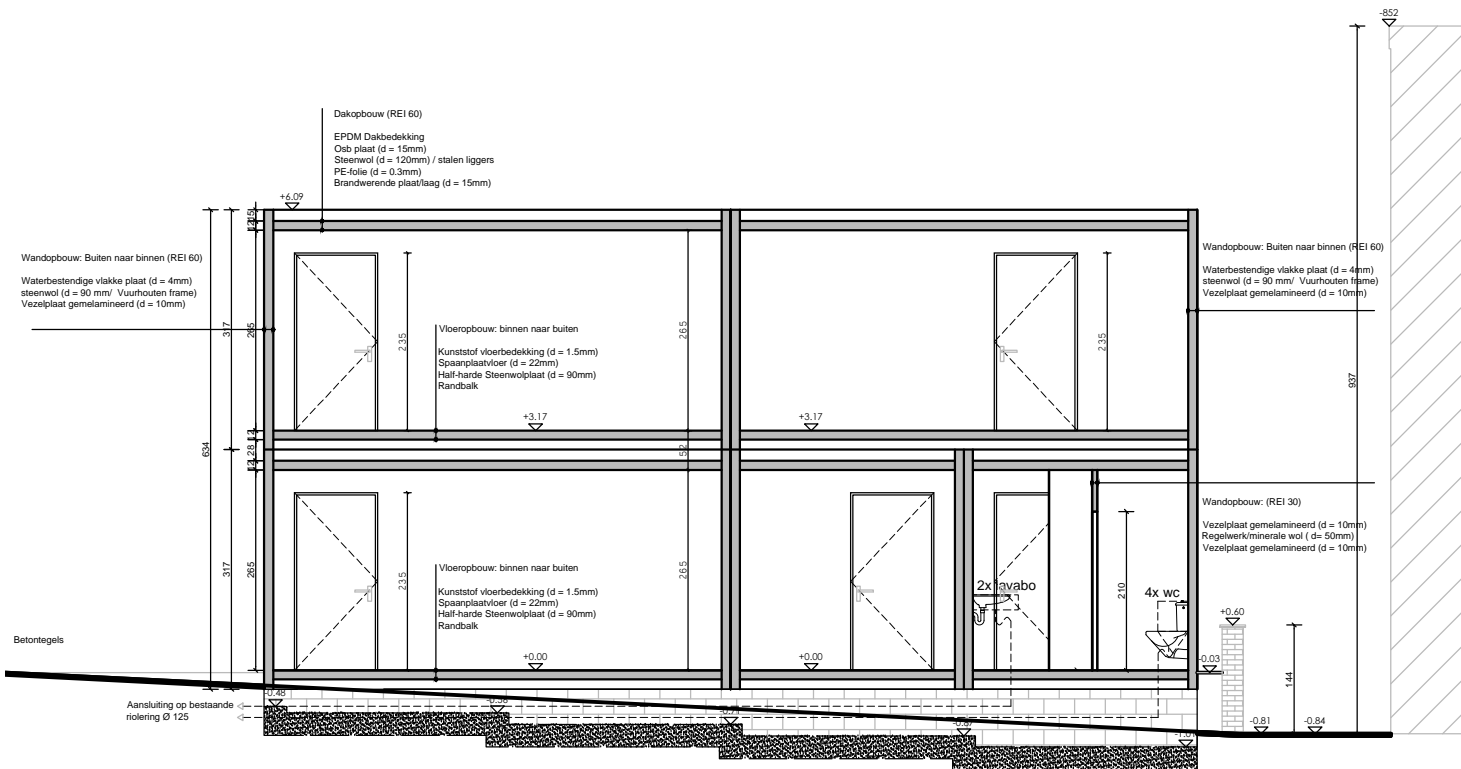 -852
Dakopbouw (REI 60)
EPDM Dakbedekking
Osb plaat (d = 15mm)
Steenwol (d = 120mm) / stalen liggers
PE-folie (d = 0.3mm)
Brandwerende plaat/laag (d = 15mm)
+6.09
Wandopbouw: Buiten naar binnen (REI 60)
Waterbestendige vlakke plaat (d = 4mm)
steenwol (d = 90 mm/ Vuurhouten frame)
Vezelplaat gemelamineerd (d = 10mm)
Wandopbouw: Buiten naar binnen (REI 60)
Waterbestendige vlakke plaat (d = 4mm)
steenwol (d = 90 mm/ Vuurhouten frame)
Vezelplaat gemelamineerd (d = 10mm)
317
265
235
Vloeropbouw: binnen naar buiten
Kunststof vloerbedekking (d = 1.5mm)
Spaanplaatvloer (d = 22mm)
Half-harde Steenwolplaat (d = 90mm)
Randbalk
265
235
937
+3.17
+3.17
634
12
28
12
52
Wandopbouw: (REI 30)
Vezelplaat gemelamineerd (d = 10mm)
Regelwerk/minerale wol ( d= 50mm)
Vezelplaat gemelamineerd (d = 10mm)
317
265
235
Vloeropbouw: binnen naar buiten
Kunststof vloerbedekking (d = 1.5mm)
Spaanplaatvloer (d = 22mm)
Half-harde Steenwolplaat (d = 90mm)
Randbalk
265
2x lavabo
210
4x wc
+0.60
Betontegels
+0.00
+0.00
-0.03
144
Aansluiting op bestaande
riolering Ø 125
-0.48
-0.81
-0.84